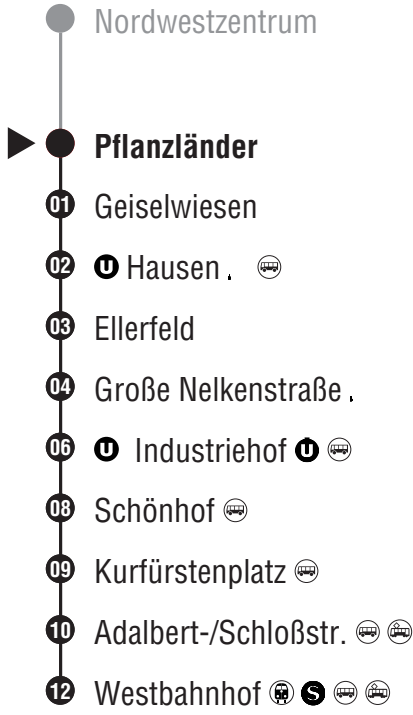 Nordwestzentrum
Pflanzländer
01 Geiselwiesen
02 U Hausen
03 Ellerfeld
04 Große Nelkenstraße
06 U Industriehof U
08 Schönhof
09 Kurfürstenplatz
10 Adalbert-/Schloßstr.
12 Westbahnhof S